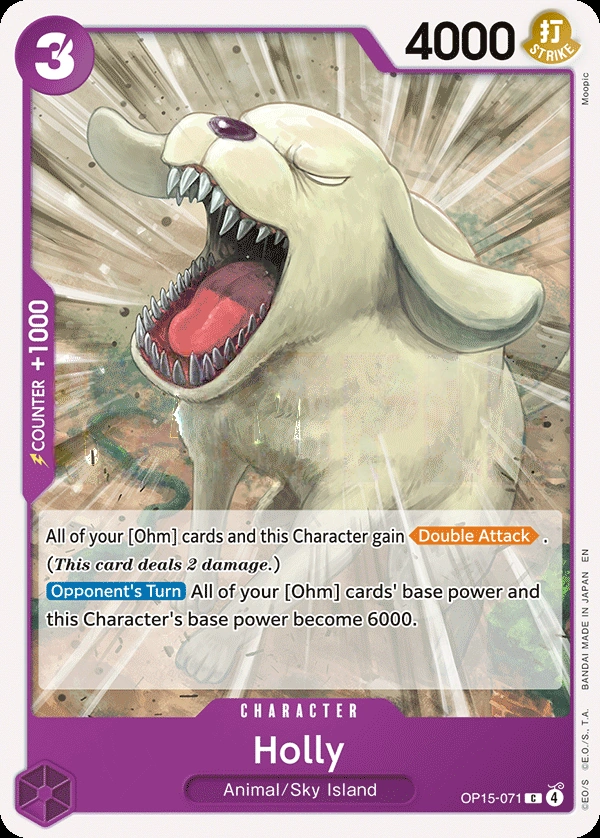 3
4000
打
STRIKE
Moopic
COUNTER +1000
All of your [Ohm] cards and this Character gain Double Attack .
(This card deals 2 damage.)
Opponent's Turn All of your [Ohm] cards' base power and
this Character's base power become 6000.
CHARACTER
Holly
Animal/Sky Island
OP15-071 C 4
©EO/S ©E.O./S., T.A. BANDAI MADE IN JAPAN EN